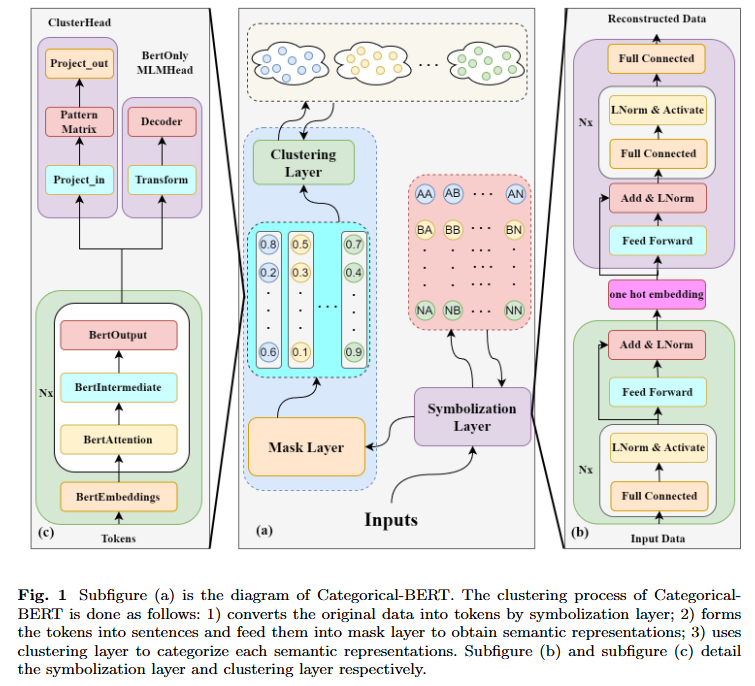 ClusterHead
Project_out
Pattern
Matrix
Project_in
BertOnly
MLMHead
Decoder
Transform
BertOutput
Nx
BertIntermediate
BertAttention
BertEmbeddings
(c)
Tokens
...
Clustering
Layer
0.8 0.5 0.7
0.2 0.3 0.4
...
0.6 0.1 0.9
AA AB ... AN
BA BB ... BN
...
NA NB ... NN
Mask Layer
Symbolization
Layer
Inputs
(a)
Reconstructed Data
Full Connected
LNorm & Activate
Nx
Full Connected
Add & LNorm
Feed Forward
one hot embedding
Add & LNorm
Feed Forward
LNorm & Activate
Nx
Full Connected
(b)
Input Data
Fig. 1 Subfigure (a) is the diagram of Categorical-BERT. The clustering process of Categorical-
BERT is done as follows: 1) converts the original data into tokens by symbolization layer; 2) forms
the tokens into sentences and feed them into mask layer to obtain semantic representations; 3) uses
clustering layer to categorize each semantic representations. Subfigure (b) and subfigure (c) detail
the symbolization layer and clustering layer respectively.